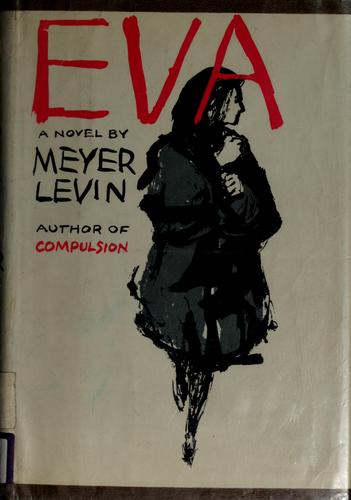 EVA
A NOVEL BY
MEYER
LEVIN
AUTHOR OF
COMPULSION